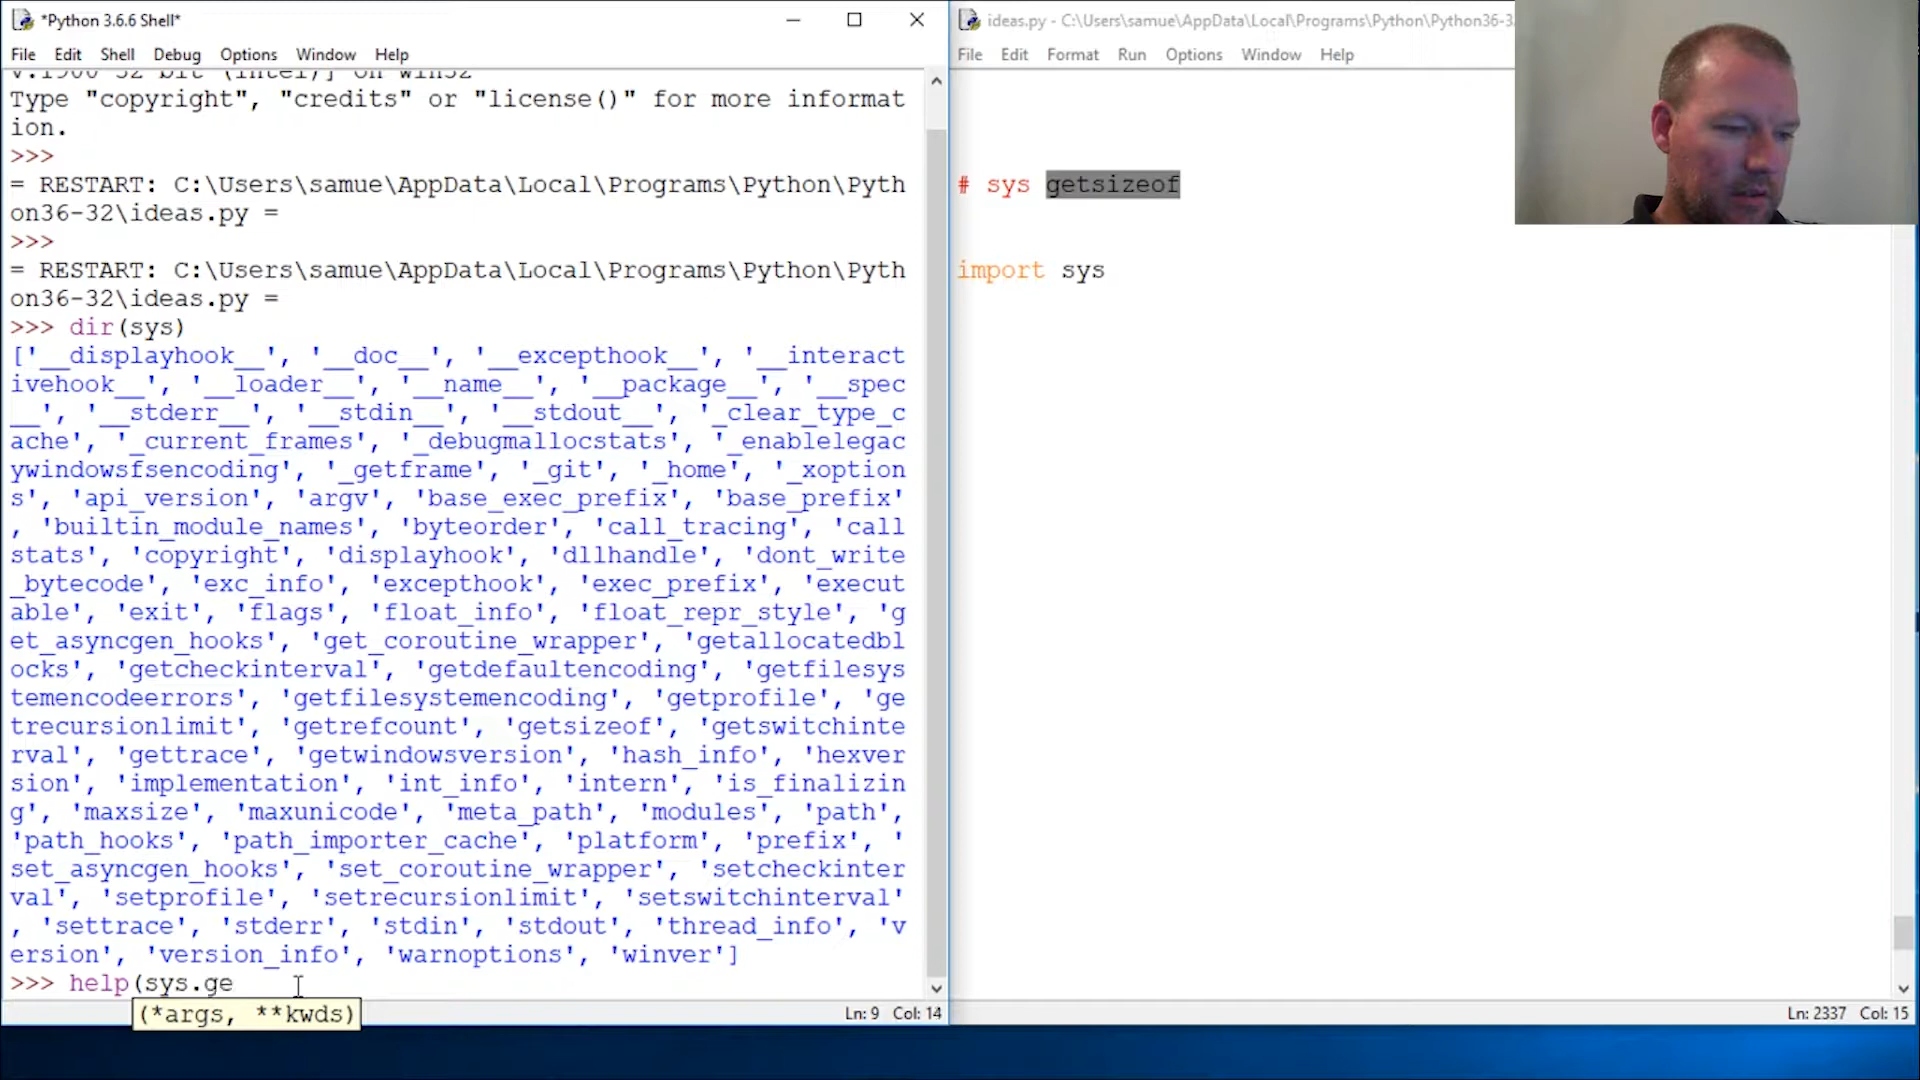 *Python 3.6.6 Shell*
File Edit Shell Debug Options Window Help
v.1900 32 bit (Intel)] on win32
Type "copyright", "credits" or "license()" for more informat
ion.
>>>
= RESTART: C:\Users\samue\AppData\Local\Programs\Python\Pyth
on36-32\ideas.py =
>>>
= RESTART: C:\Users\samue\AppData\Local\Programs\Python\Pyth
on36-32\ideas.py =
>>> dir(sys)
['__displayhook__', '__doc__', '__excepthook__', '__interact
ivehook__', '__loader__', '__name__', '__package__', '__spec
__', '__stderr__', '__stdin__', '__stdout__', '_clear_type_c
ache', '_current_frames', '_debugmallocstats', '_enablelegac
ywindowsfsencoding', '_getframe', '_git', '_home', '_xoption
s', 'api_version', 'argv', 'base_exec_prefix', 'base_prefix'
, 'builtin_module_names', 'byteorder', 'call_tracing', 'call
stats', 'copyright', 'displayhook', 'dllhandle', 'dont_write
_bytecode', 'exc_info', 'excepthook', 'exec_prefix', 'execut
able', 'exit', 'flags', 'float_info', 'float_repr_style', 'g
et_asyncgen_hooks', 'get_coroutine_wrapper', 'getallocatedbl
ocks', 'getcheckinterval', 'getdefaultencoding', 'getfilesys
temencodeerrors', 'getfilesystemencoding', 'getprofile', 'ge
trecursionlimit', 'getrefcount', 'getsizeof', 'getswitchinte
rval', 'gettrace', 'getwindowsversion', 'hash_info', 'hexver
sion', 'implementation', 'int_info', 'intern', 'is_finalizin
g', 'maxsize', 'maxunicode', 'meta_path', 'modules', 'path',
'path_hooks', 'path_importer_cache', 'platform', 'prefix', '
set_asyncgen_hooks', 'set_coroutine_wrapper', 'setcheckinter
val', 'setprofile', 'setrecursionlimit', 'setswitchinterval'
, 'settrace', 'stderr', 'stdin', 'stdout', 'thread_info', 'v
ersion', 'version_info', 'warnoptions', 'winver']
>>> help(sys.ge
(*args, **kwds)
Ln: 9 Col: 14
ideas.py - C:\Users\samue\AppData\Local\Programs\Python\Python36-3
File Edit Format Run Options Window Help
# sys getsizeof
import sys
Ln: 2337 Col: 15